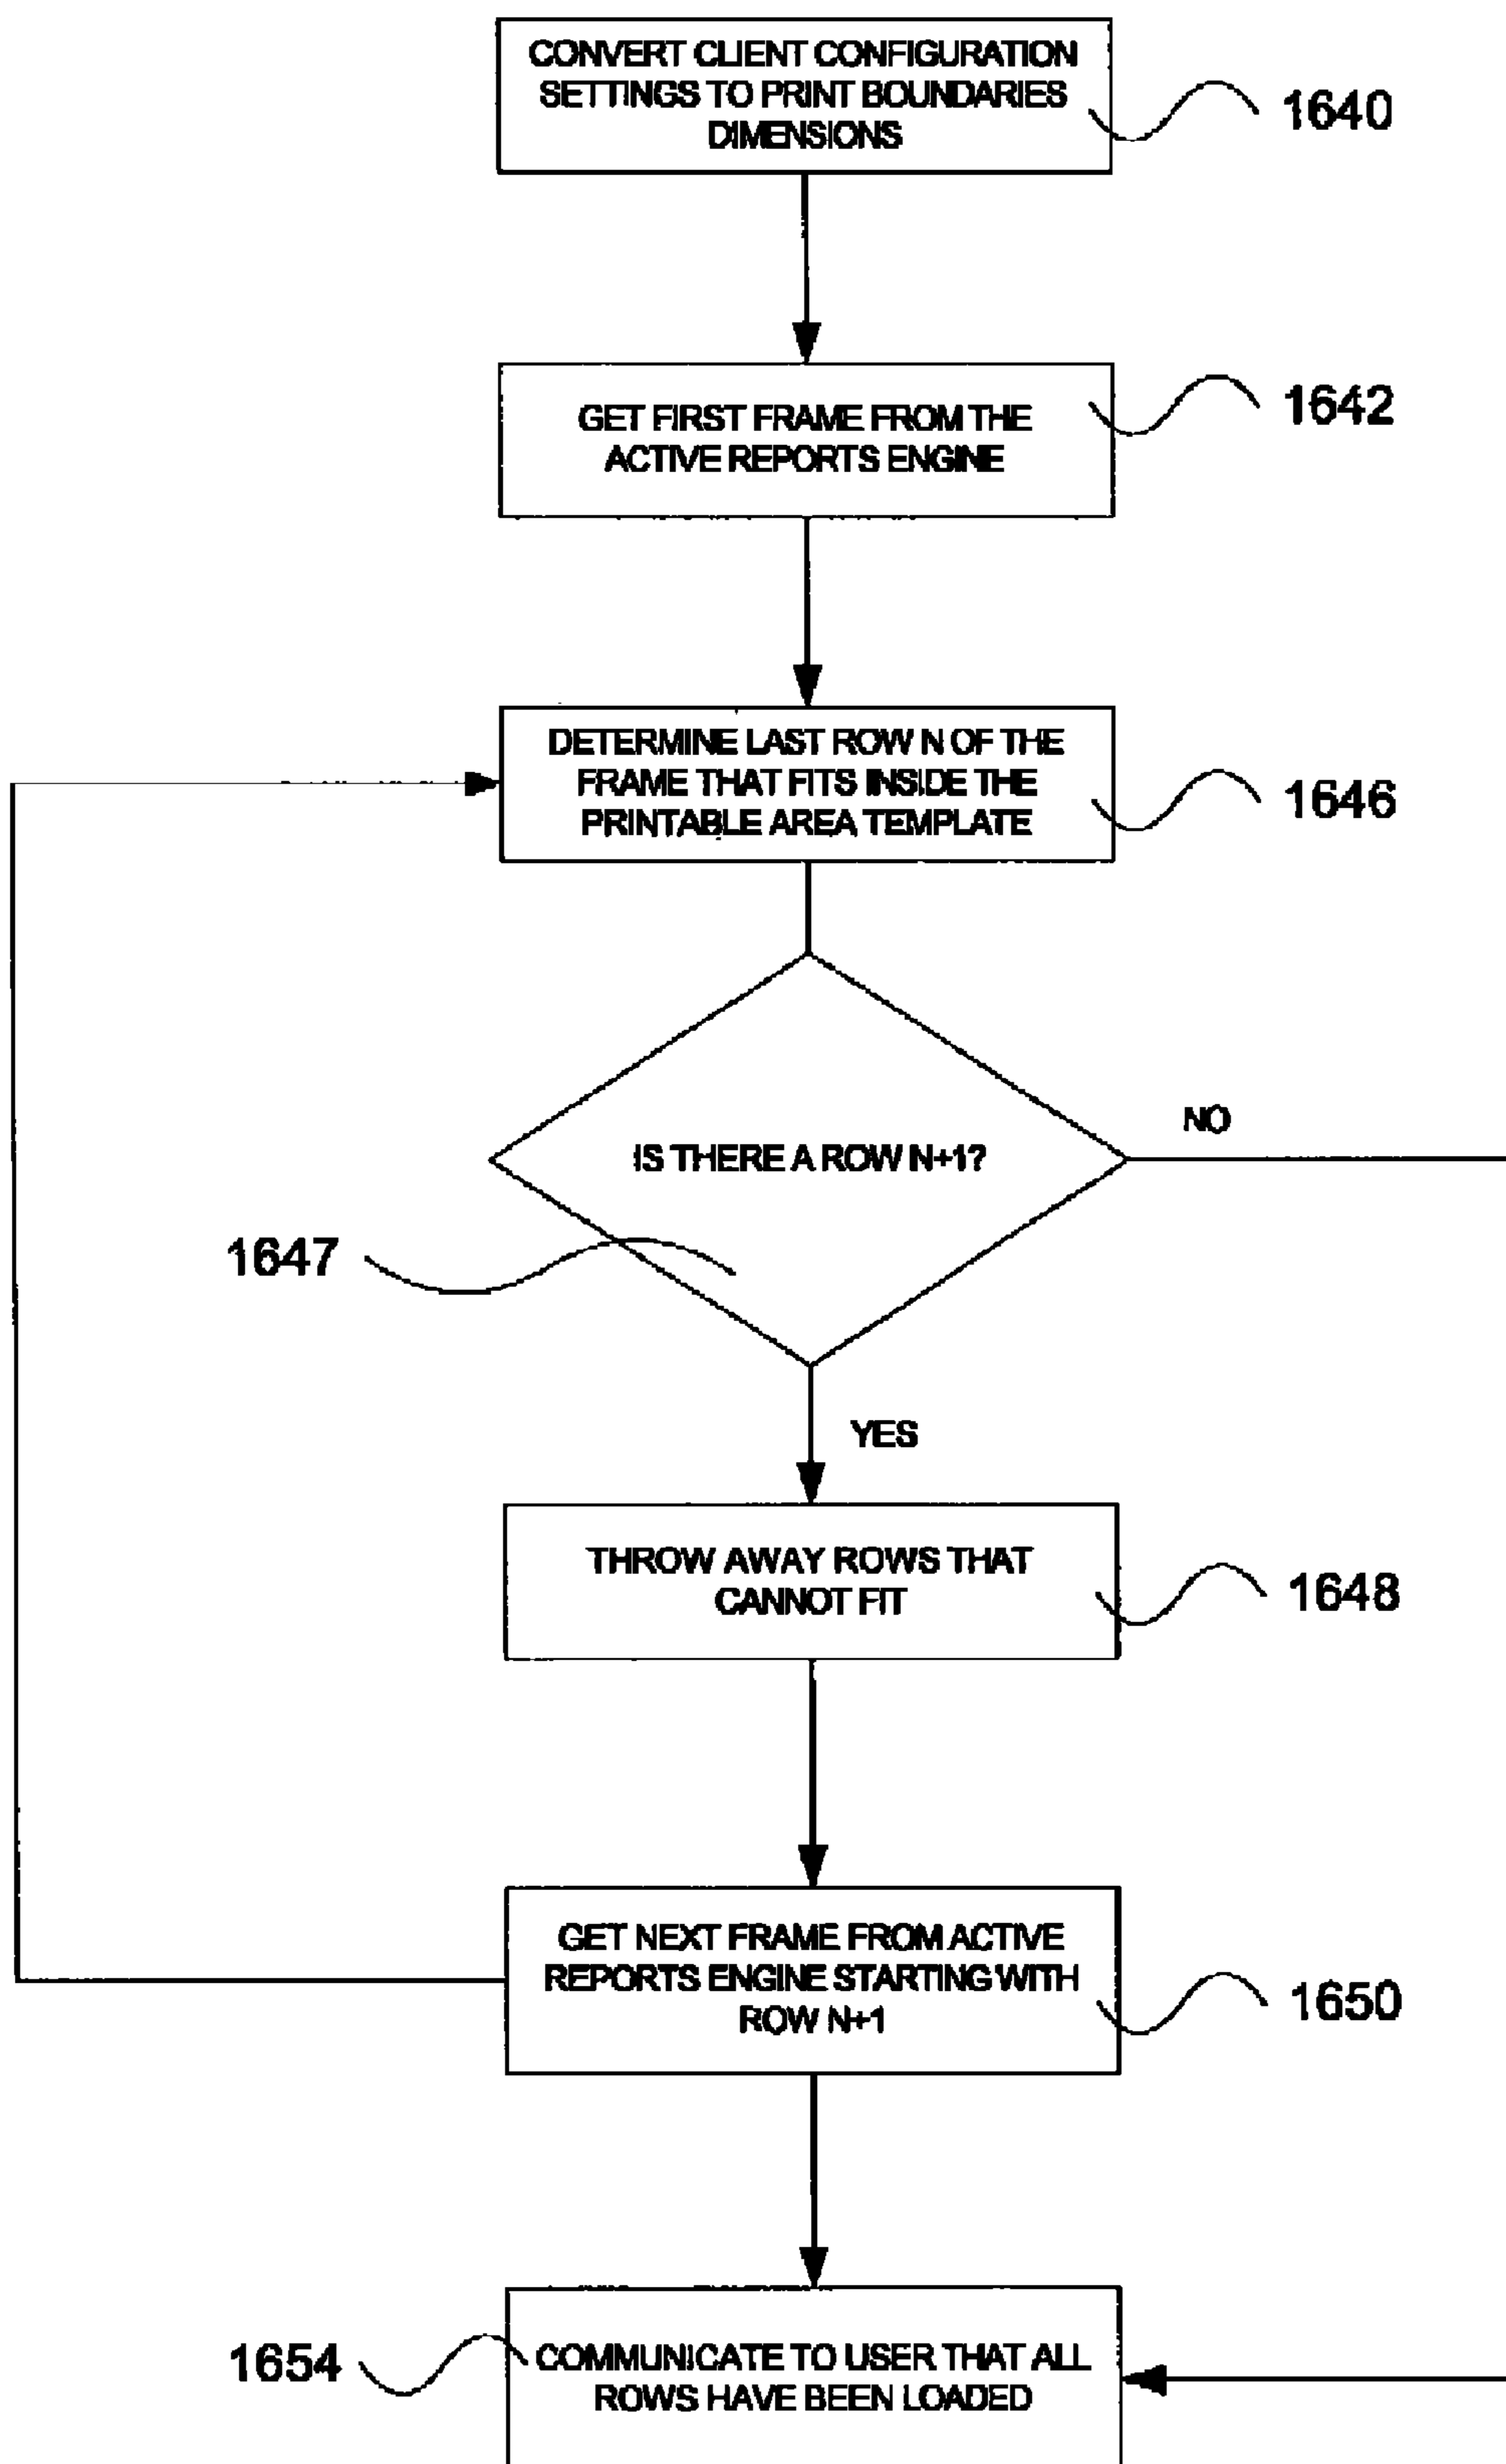 CONVERT CLIENT CONFIGURATION
SETTINGS TO PRINT BOUNDARIES
DIMENSIONS
1640
GET FIRST FRAME FROM THE
ACTIVE REPORTS ENGINE
1642
DETERMINE LAST ROW N OF THE
FRAME THAT FITS INSIDE THE
PRINTABLE AREA TEMPLATE
1646
NO
IS THERE A ROW N+1?
1647
YES
THROW AWAY ROWS THAT
CANNOT FIT
1648
GET NEXT FRAME FROM ACTIVE
REPORTS ENGINE STARTING WITH
ROW N+1
1650
1654
COMMUNICATE TO USER THAT ALL
ROWS HAVE BEEN LOADED